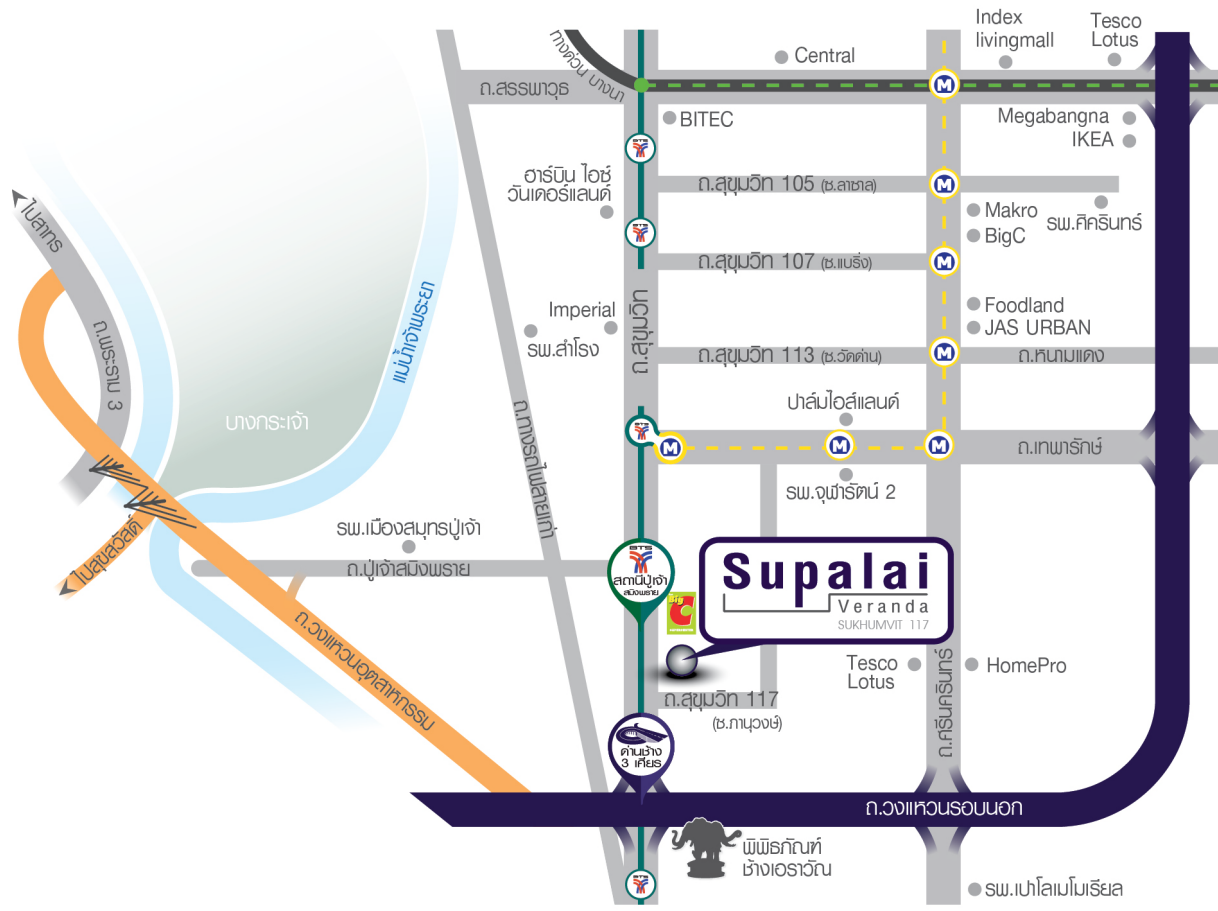 Index
livingmall
Tesco
Lotus
Central
ทางด่วน บางนา
ถ.สรรพาวุธ
M
BITEC
Megabangna
IKEA
BTS
ฮาร์บิน ไอซ์
วันเดอร์แลนด์
ถ.สุขุมวิท 105 (ซ.ลาซาล)
M
รพ.ศิครินทร์
ไปสาทร
Makro
BigC
BTS
ถ.สุขุมวิท 107 (ซ.แบริ่ง)
M
แม่น้ำเจ้าพระยา
Imperial
รพ.สำโรง
ถ.สุขุมวิท
Foodland
JAS URBAN
ถ.พระราม 3
ถ.สุขุมวิท 113 (ซ.วัดด่าน)
M
ถ.หนามแดง
บางกระเจ้า
ถ.ทางรถไฟสายเก่า
ปาล์มไอส์แลนด์
BTS
M
M
M
ถ.เทพารักษ์
รพ.จุฬารัตน์ 2
ไปสุขสวัสดิ์
รพ.เมืองสมุทรปู่เจ้า
ถ.ปู่เจ้าสมิงพราย
BTS
สถานีปู่เจ้า
สมิงพราย
Big
C
Supalai
Veranda
SUKHUMVIT 117
ถ.วงแหวนอุตสาหกรรม
Tesco
Lotus
ถ.ศรีนครินทร์
HomePro
ถ.สุขุมวิท 117
(ซ.ภานุวงษ์)
ด่านช้าง
3 เศียร
ถ.วงแหวนรอบนอก
พิพิธภัณฑ์
ช้างเอราวัณ
BTS
รพ.เปาโลเมโมเรียล